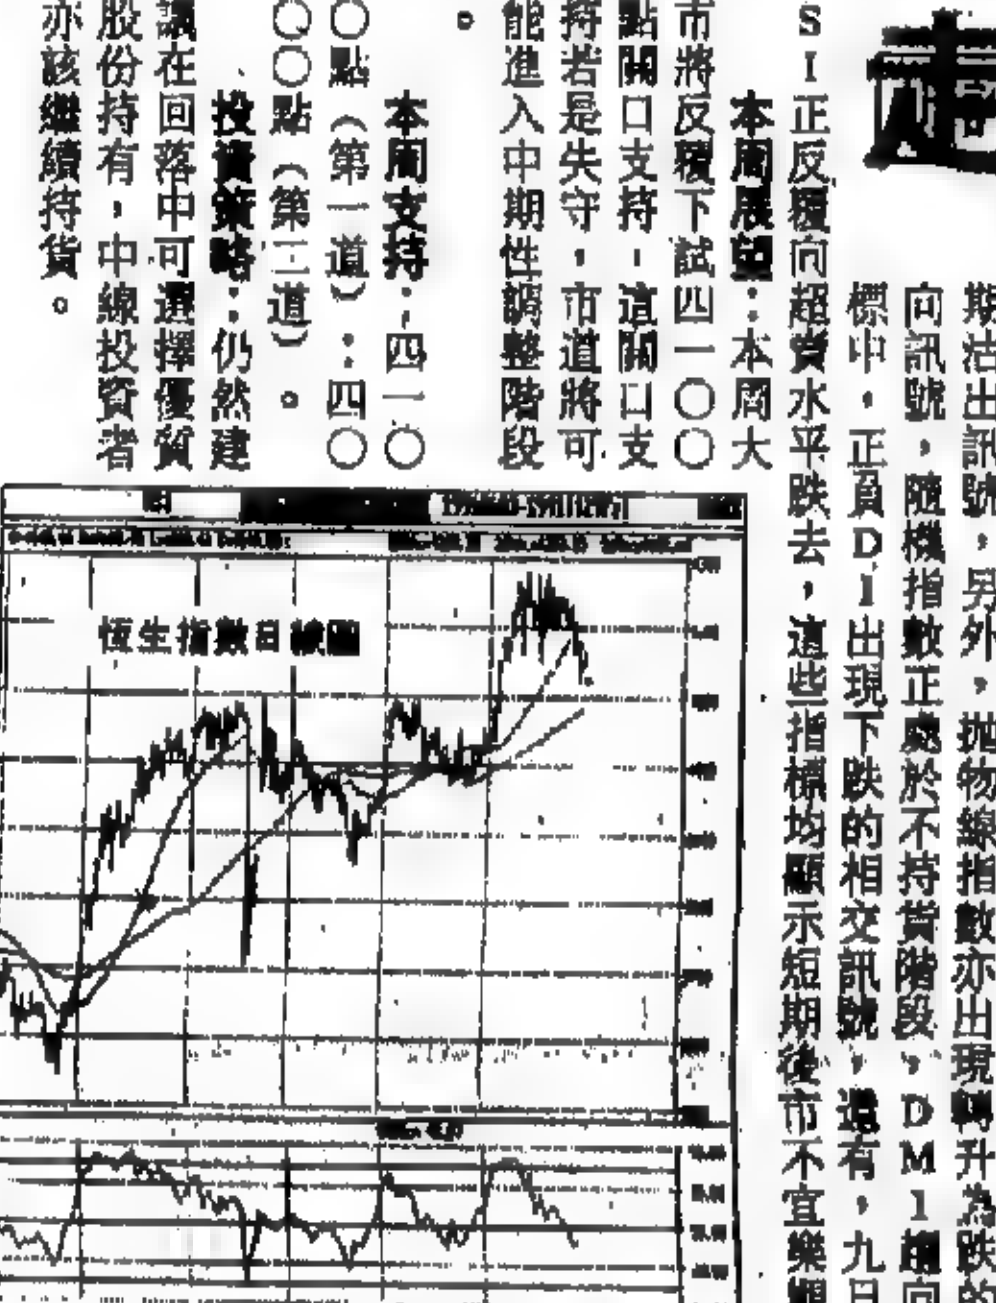 走
期沽出訊號，另外，拋物線指數亦出現轉升為跌的
向訊號，隨機指數正處於不持貨階段，DMI趨向
標中，正負DI出現下跌的相交訊號，還有，九日
SI正反覆向超賣水平跌去，這些指標均顯示短期後市不宜樂觀
本周展望：本周大
市將反覆下試四一〇〇
點關口支持，這關口支
持若是失守，市道將可
能進入中期性調整階段
。
本周支持：四一〇
〇點（第一道）：四〇
〇〇點（第二道）。
投資策略：仍然建
議在回落中可選擇優質
股份持有，中線投資者
亦該繼續持貨。
恆生指數日線圖